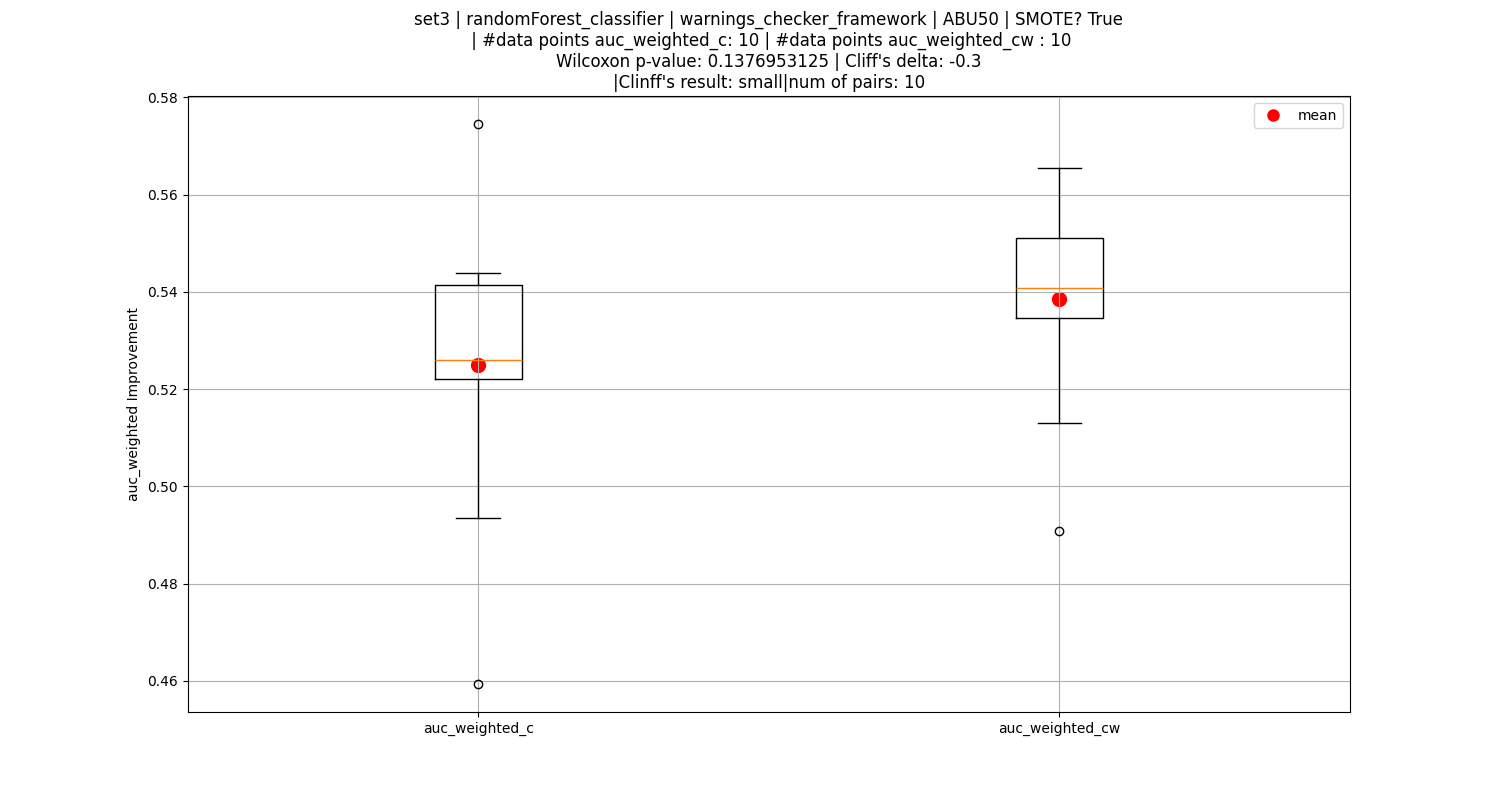 set3 | randomForest_classifier | warnings_checker_framework | ABU50 | SMOTE? True
| #data points auc_weighted_c: 10 | #data points auc_weighted_cw : 10
Wilcoxon p-value: 0.1376953125 | Cliff's delta: -0.3
|Clinff's result: small|num of pairs: 10
mean
0.58
0.56
0.54
0.52
0.50
0.48
0.46
auc_weighted Improvement
auc_weighted_c
auc_weighted_cw